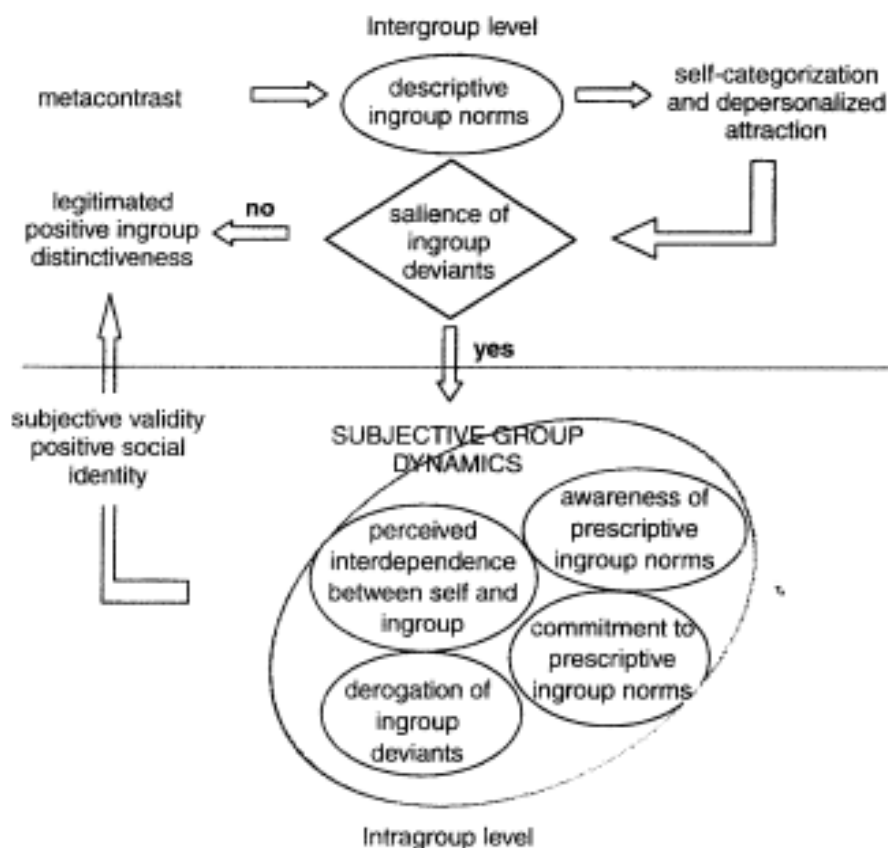 Intergroup level
metacontrast
descriptive
ingroup norms
self-categorization
and depersonalized
attraction
legitimated
positive ingroup
distinctiveness
no
salience of
ingroup
deviants
yes
subjective validity
positive social
identity
SUBJECTIVE GROUP
DYNAMICS
perceived
interdependence
between self and
ingroup
awareness of
prescriptive
ingroup norms
commitment to
prescriptive
ingroup norms
derogation of
ingroup
deviants
Intragroup level